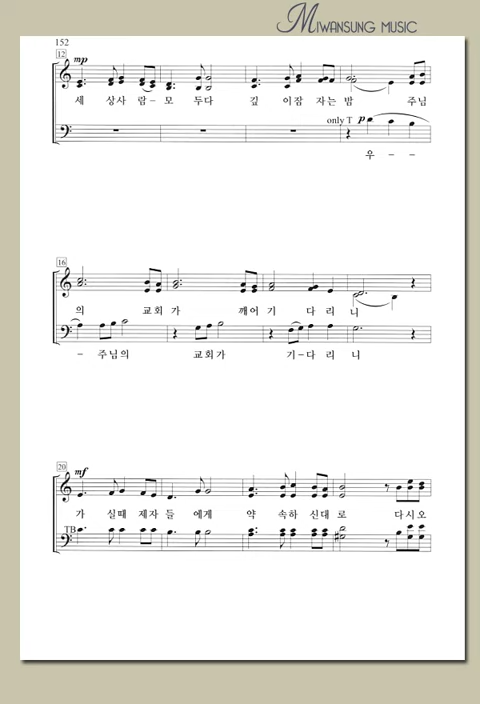 MIWANSUNG MUSIC
152
12
mp
세 상사 람– 모 두다 깊 이잠 자는 밤 주님
only T p
우 – –
16
의 교회 가 깨어 기 다 리 니
– 주님의 교회가 기–다 리 니
20
mf
가 실때 제자 들 에게 약 속하 신대 로 다시오
TB